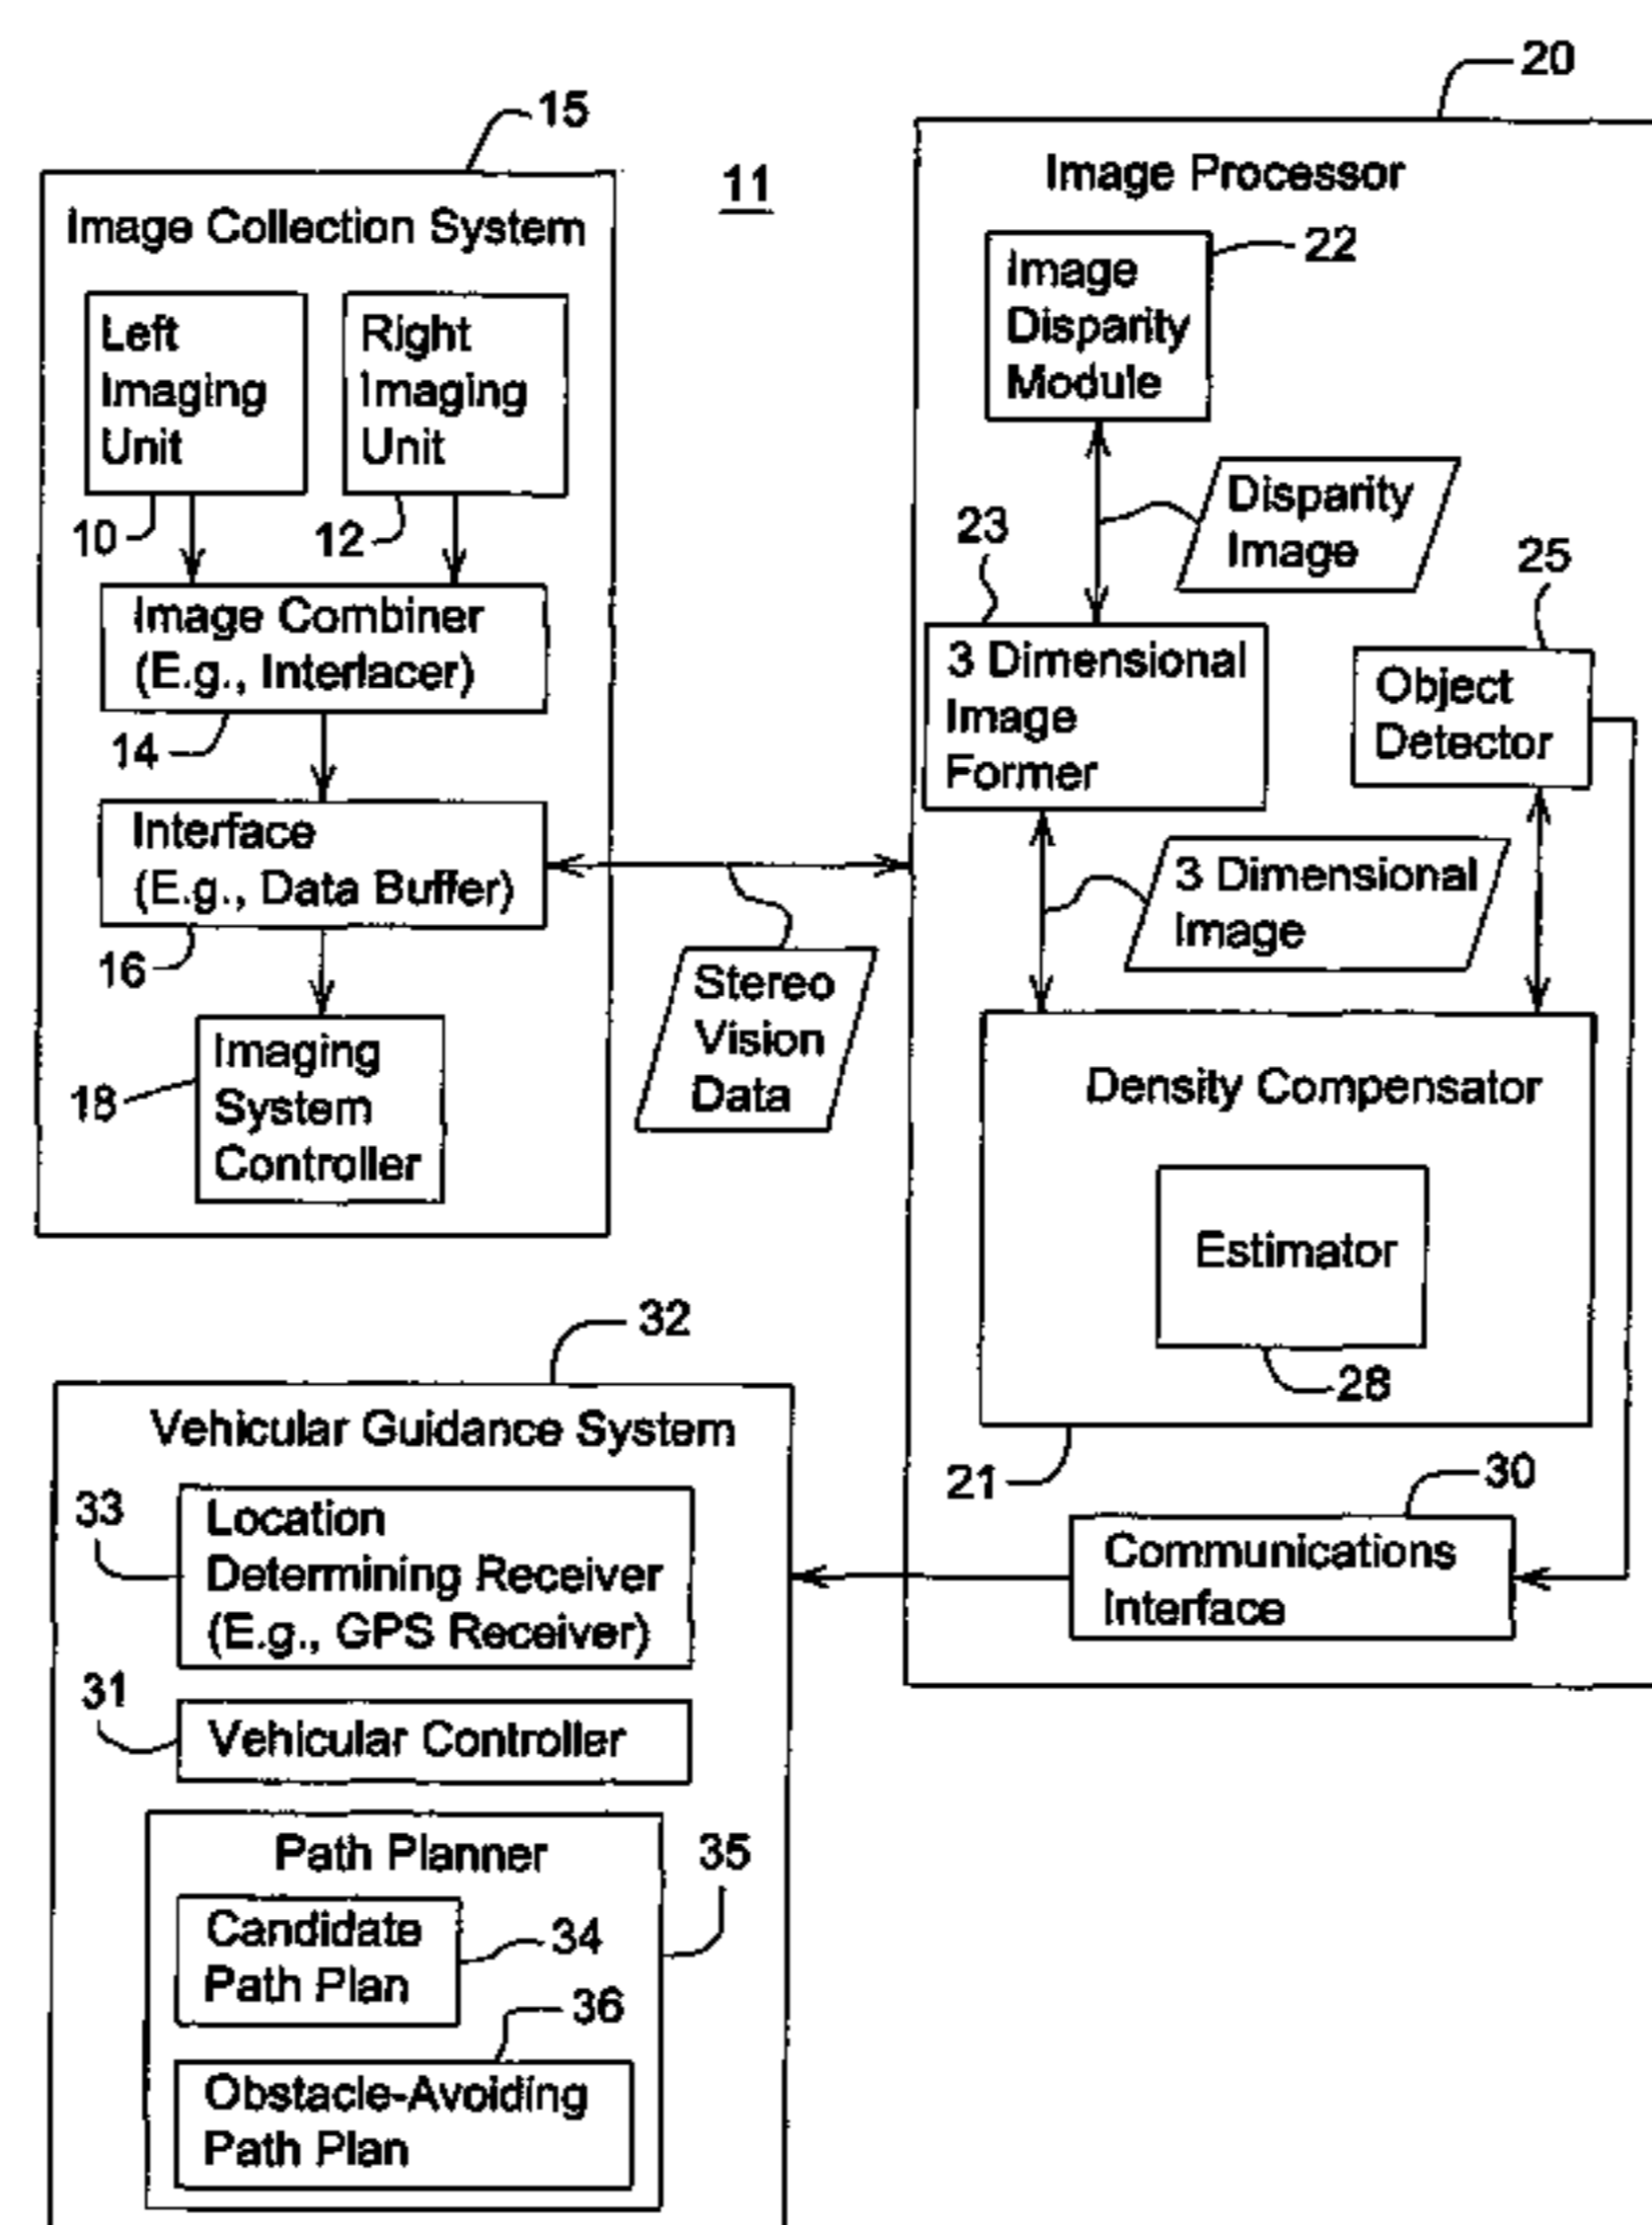 15
11
Image Collection System
Left
Imaging
Unit
10
Right
Imaging
Unit
12
Image Combiner
(E.g., Interlacer)
14
Interface
(E.g., Data Buffer)
16
Imaging
System
Controller
18
Stereo
Vision
Data
20
Image Processor
Image
Disparity
Module
22
Disparity
Image
23
3 Dimensional
Image
Former
25
Object
Detector
3 Dimensional
Image
Density Compensator
Estimator
28
21
30
Communications
Interface
32
Vehicular Guidance System
33
Location
Determining Receiver
(E.g., GPS Receiver)
31
Vehicular Controller
Path Planner
35
Candidate
Path Plan
34
36
Obstacle-Avoiding
Path Plan